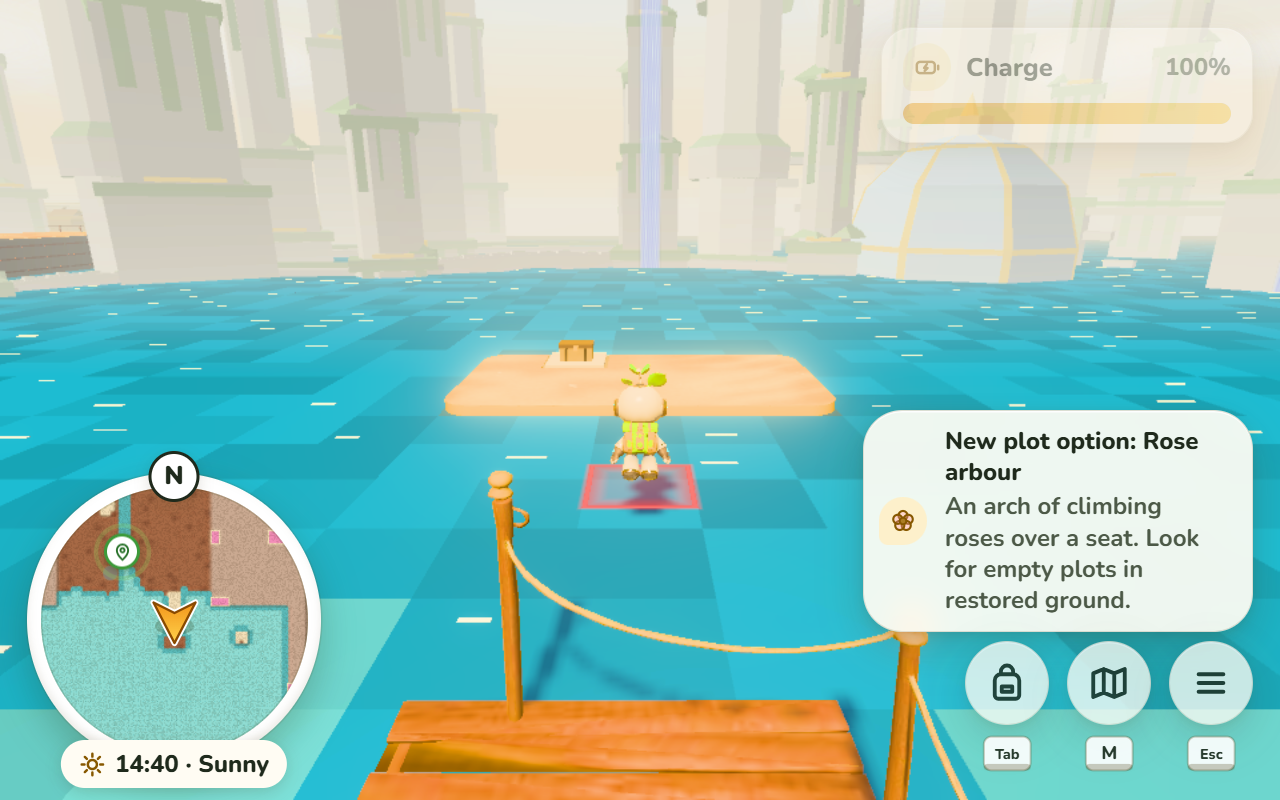 Charge 100%
New plot option: Rose
arbour
An arch of climbing
roses over a seat. Look
for empty plots in
restored ground.
N
14:40 · Sunny
Tab M Esc